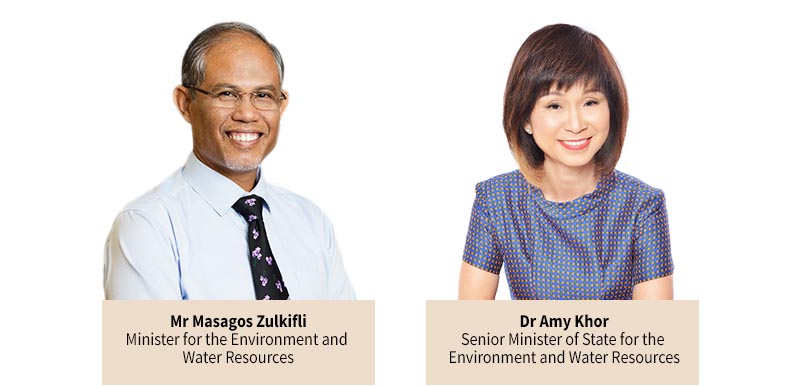 Mr Masagos Zulkifli
Minister for the Environment and
Water Resources
Dr Amy Khor
Senior Minister of State for the
Environment and Water Resources